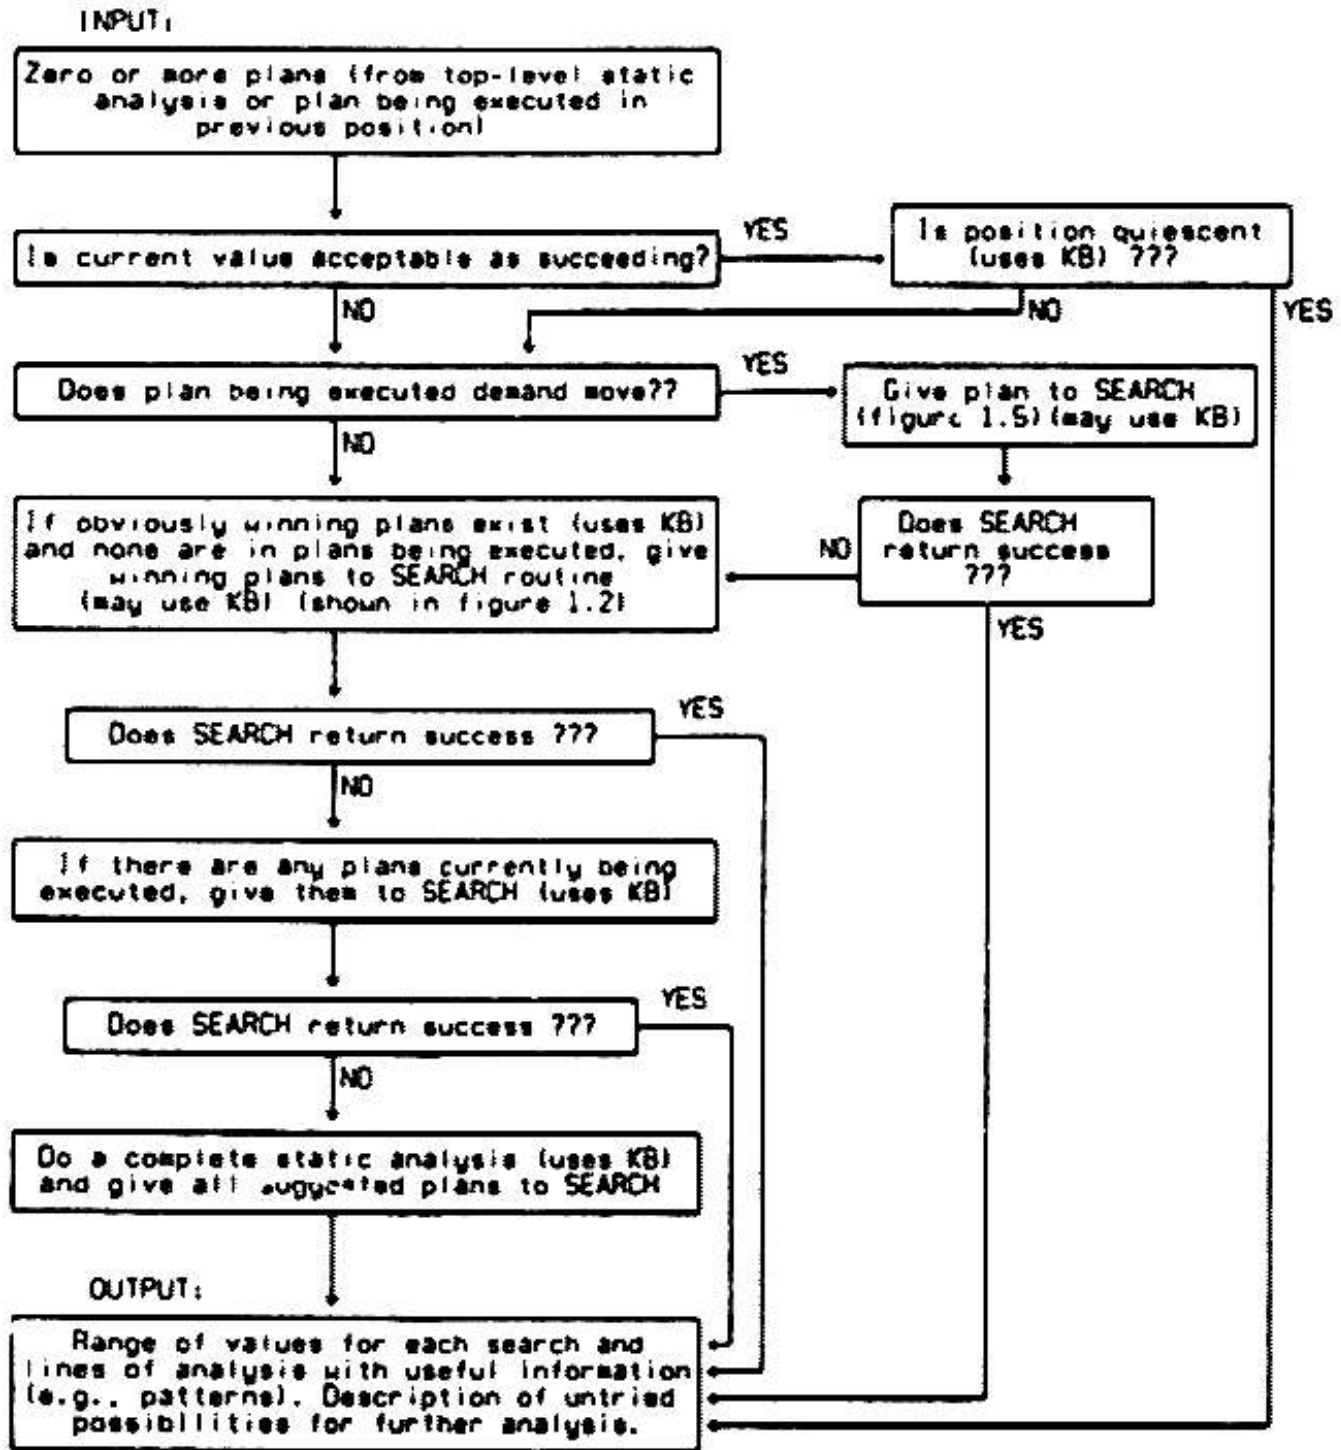 INPUT:
Zero or more plans (from top-level static
analysis or plan being executed in
previous position)
Is current value acceptable as succeeding?
YES
Is position quiescent
(uses KB) ???
NO
NO
YES
Does plan being executed demand move??
YES
Give plan to SEARCH
(figure 1.5) (may use KB)
NO
If obviously winning plans exist (uses KB)
and none are in plans being executed, give
winning plans to SEARCH routine
(may use KB) (shown in figure 1.2)
NO
Does SEARCH
return success
???
YES
Does SEARCH return success ???
YES
NO
If there are any plans currently being
executed, give them to SEARCH (uses KB)
Does SEARCH return success ???
YES
NO
Do a complete static analysis (uses KB)
and give all suggested plans to SEARCH
OUTPUT:
Range of values for each search and
lines of analysis with useful information
(e.g., patterns). Description of untried
possibilities for further analysis.